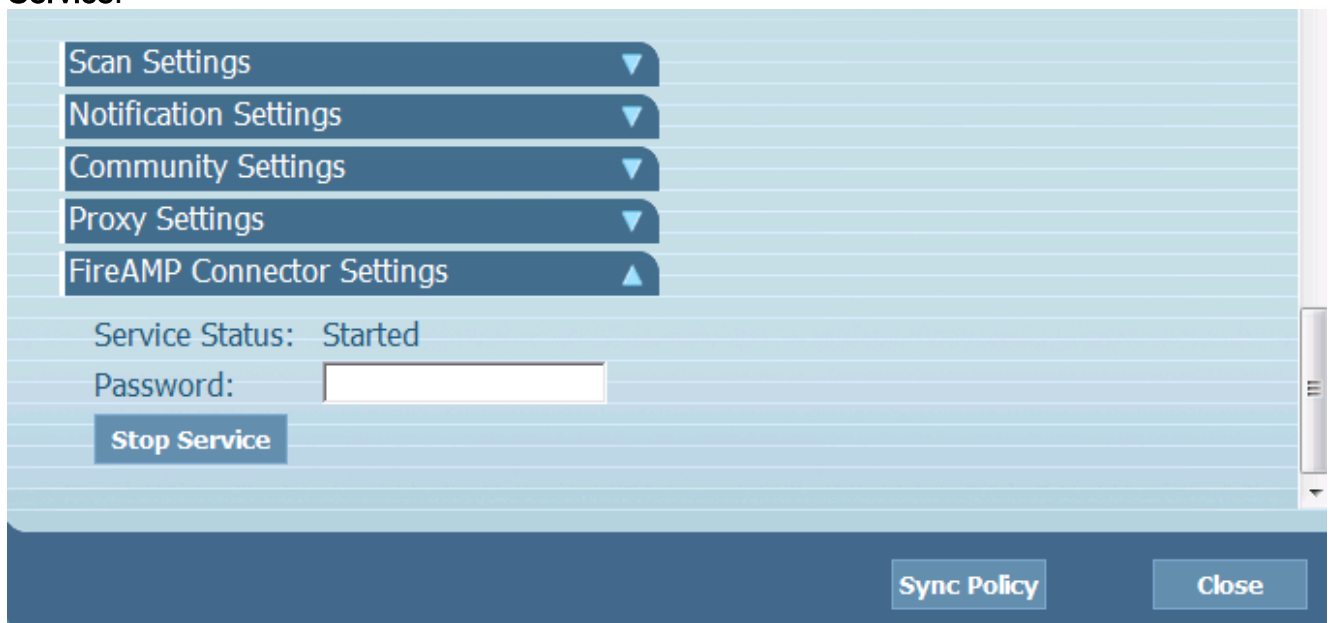 Service.
Scan Settings
Notification Settings
Community Settings
Proxy Settings
FireAMP Connector Settings
Service Status: Started
Password:
Stop Service
Sync Policy Close